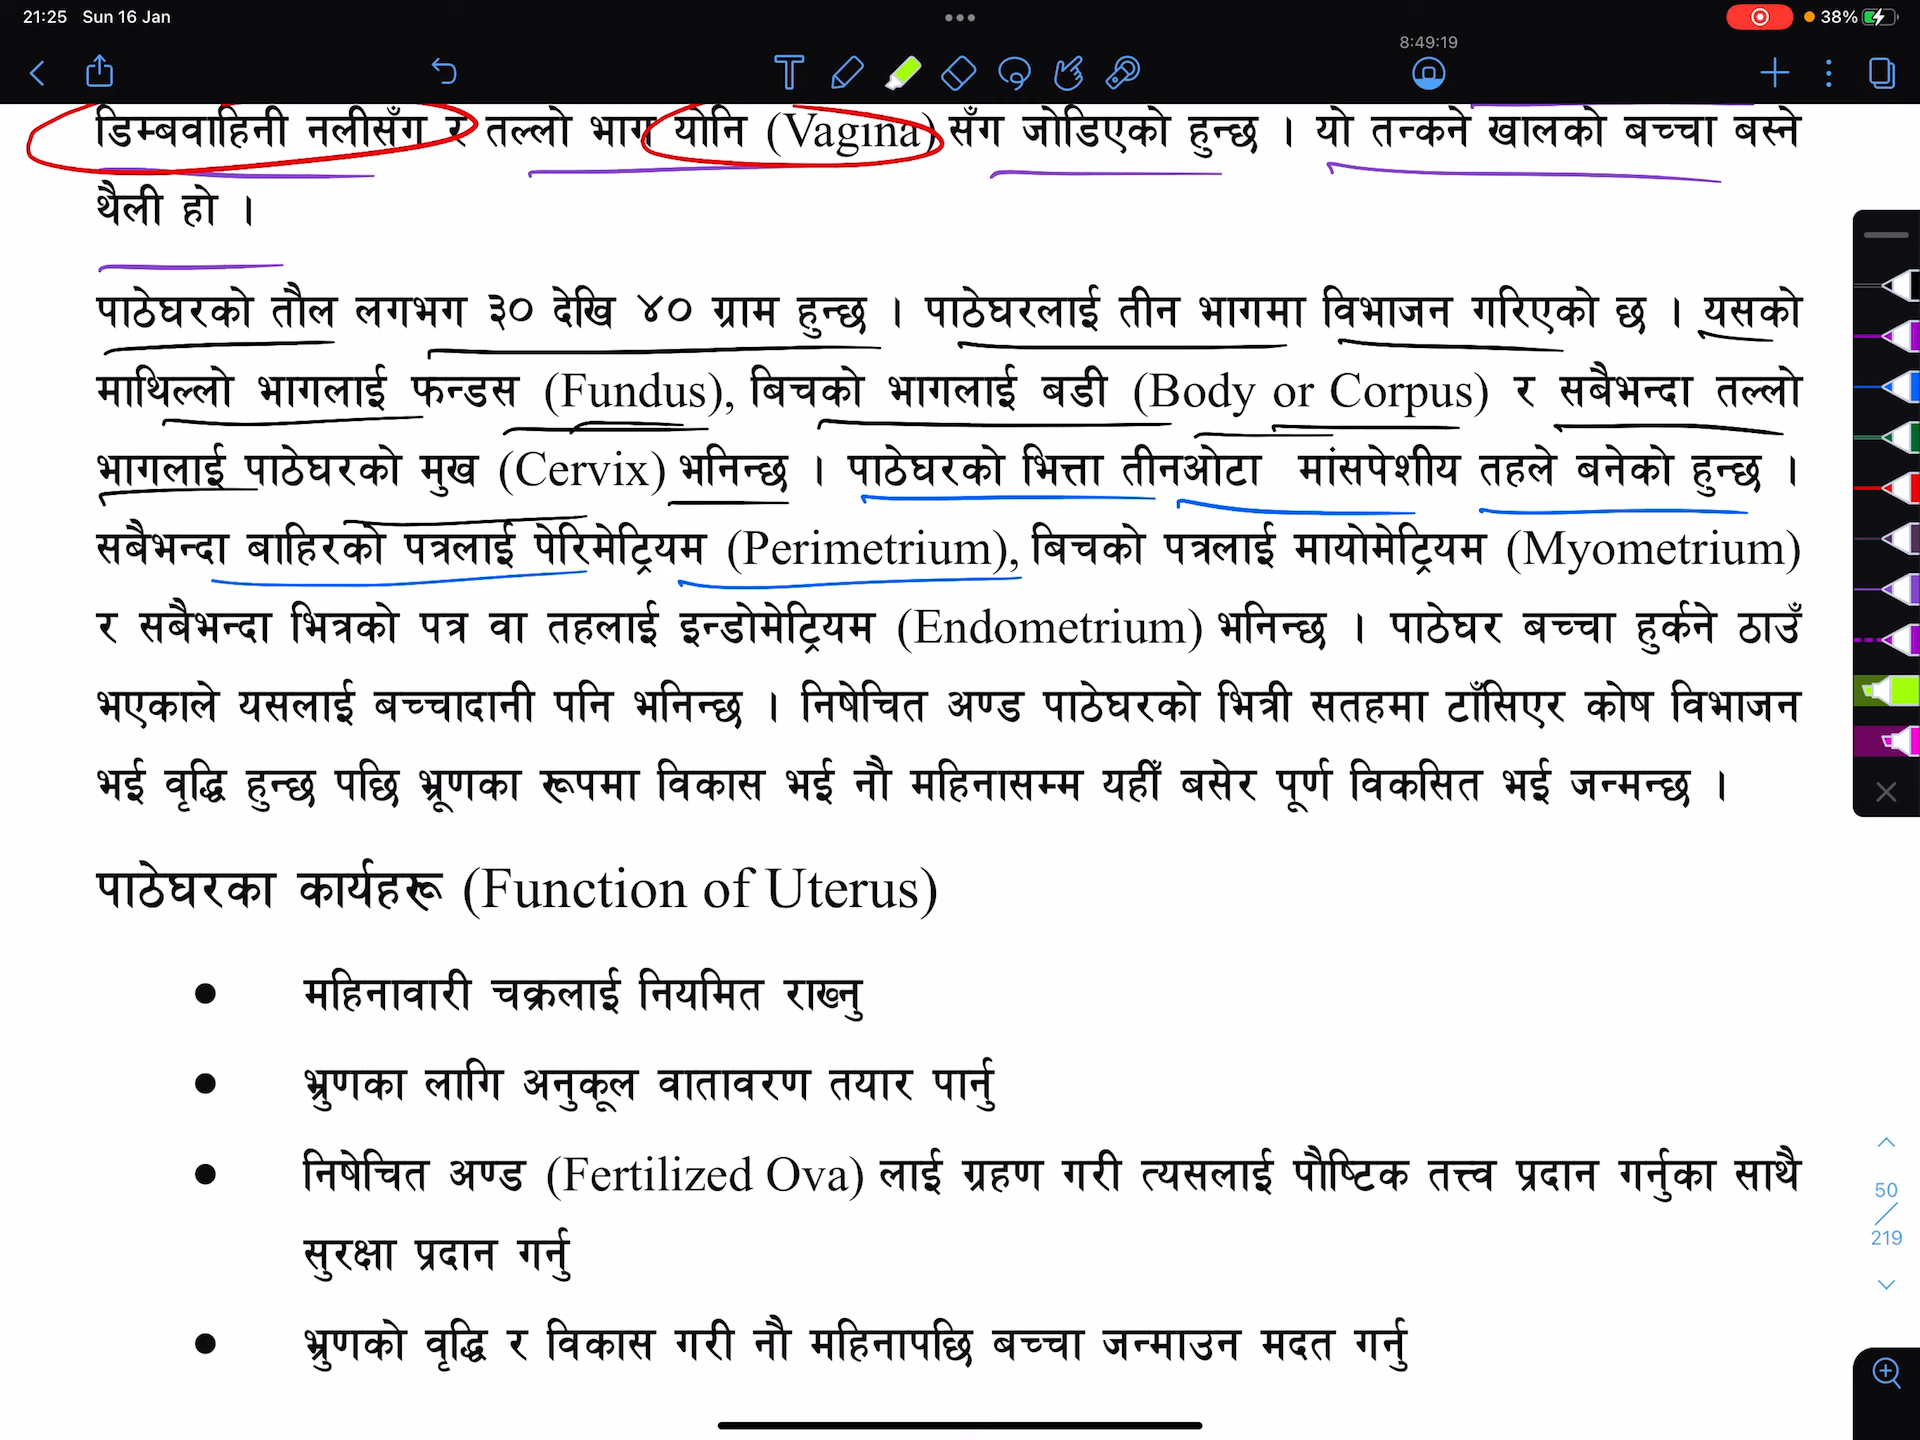 21:25 Sun 16 Jan
38%
8:49:19
डिम्बवाहिनी नलीसँग र तल्लो भाग योनि (Vagina) सँग जोडिएको हुन्छ । यो तन्कने खालको बच्चा बस्ने
थैली हो ।
पाठेघरको तौल लगभग ३० देखि ४० ग्राम हुन्छ । पाठेघरलाई तीन भागमा विभाजन गरिएको छ । यसको
माथिल्लो भागलाई फन्डस (Fundus), बिचको भागलाई बडी (Body or Corpus) र सबैभन्दा तल्लो
भागलाई पाठेघरको मुख (Cervix) भनिन्छ । पाठेघरको भित्ता तीनओटा मांसपेशीय तहले बनेको हुन्छ ।
सबैभन्दा बाहिरको पत्रलाई पेरिमेट्रियम (Perimetrium), बिचको पत्रलाई मायोमेट्रियम (Myometrium)
र सबैभन्दा भित्रको पत्र वा तहलाई इन्डोमेट्रियम (Endometrium) भनिन्छ । पाठेघर बच्चा हुर्कने ठाउँ
भएकाले यसलाई बच्चादानी पनि भनिन्छ । निषेचित अण्ड पाठेघरको भित्री सतहमा टाँसिएर कोष विभाजन
भई वृद्धि हुन्छ पछि भ्रूणका रूपमा विकास भई नौ महिनासम्म यहीँ बसेर पूर्ण विकसित भई जन्मन्छ ।
पाठेघरका कार्यहरू (Function of Uterus)
● महिनावारी चक्रलाई नियमित राख्नु
● भ्रुणका लागि अनुकूल वातावरण तयार पार्नु
● निषेचित अण्ड (Fertilized Ova) लाई ग्रहण गरी त्यसलाई पौष्टिक तत्त्व प्रदान गर्नुका साथै
सुरक्षा प्रदान गर्नु
● भ्रुणको वृद्धि र विकास गरी नौ महिनापछि बच्चा जन्माउन मदत गर्नु
50
219